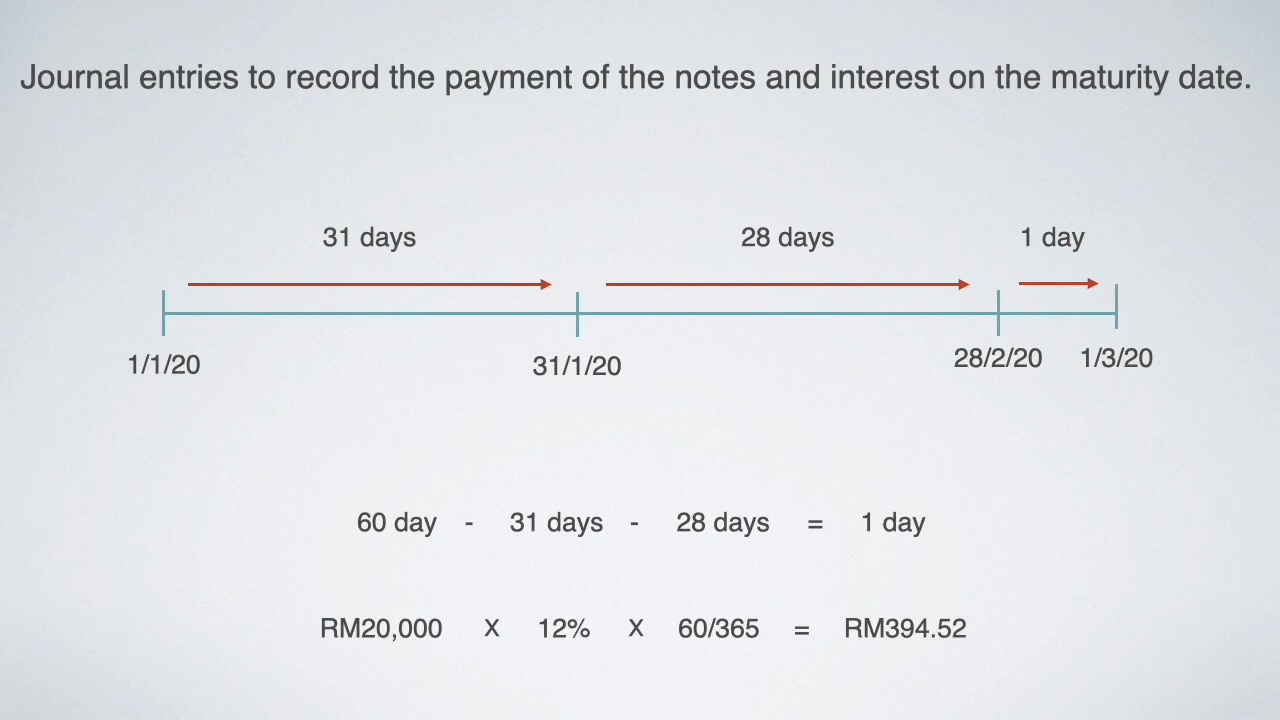 Journal entries to record the payment of the notes and interest on the maturity date.
31 days 28 days 1 day
1/1/20 31/1/20 28/2/20 1/3/20
60 day - 31 days - 28 days = 1 day
RM20,000 X 12% X 60/365 = RM394.52